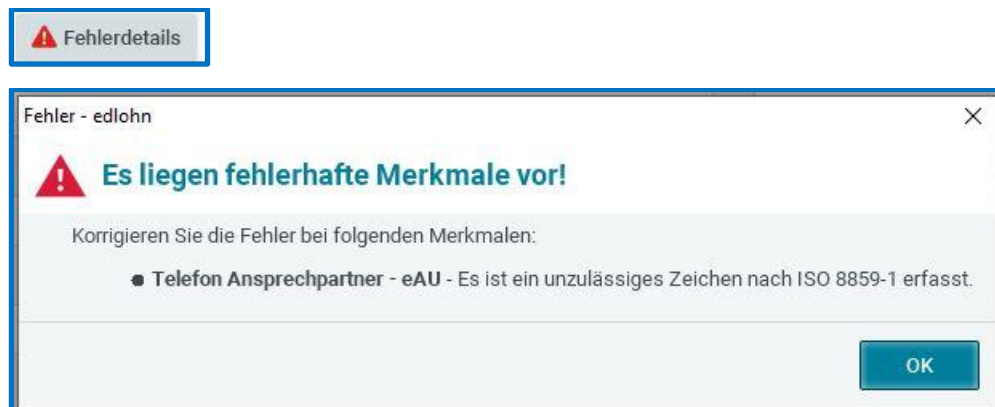 Fehlerdetails
Fehler - edlohn
Es liegen fehlerhafte Merkmale vor!
Korrigieren Sie die Fehler bei folgenden Merkmalen:
● Telefon Ansprechpartner - eAU - Es ist ein unzulässiges Zeichen nach ISO 8859-1 erfasst.
OK